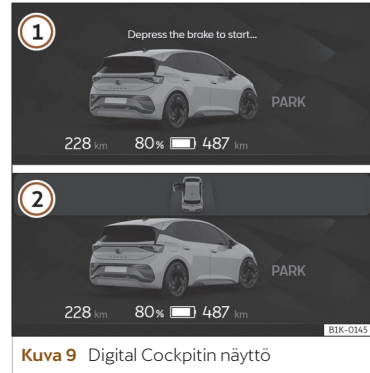 1
Depress the brake to start...
PARK
228 km 80% 487 km
2
PARK
228 km 80% 487 km
B1K-0145
Kuva 9 Digital Cockpitin näyttö